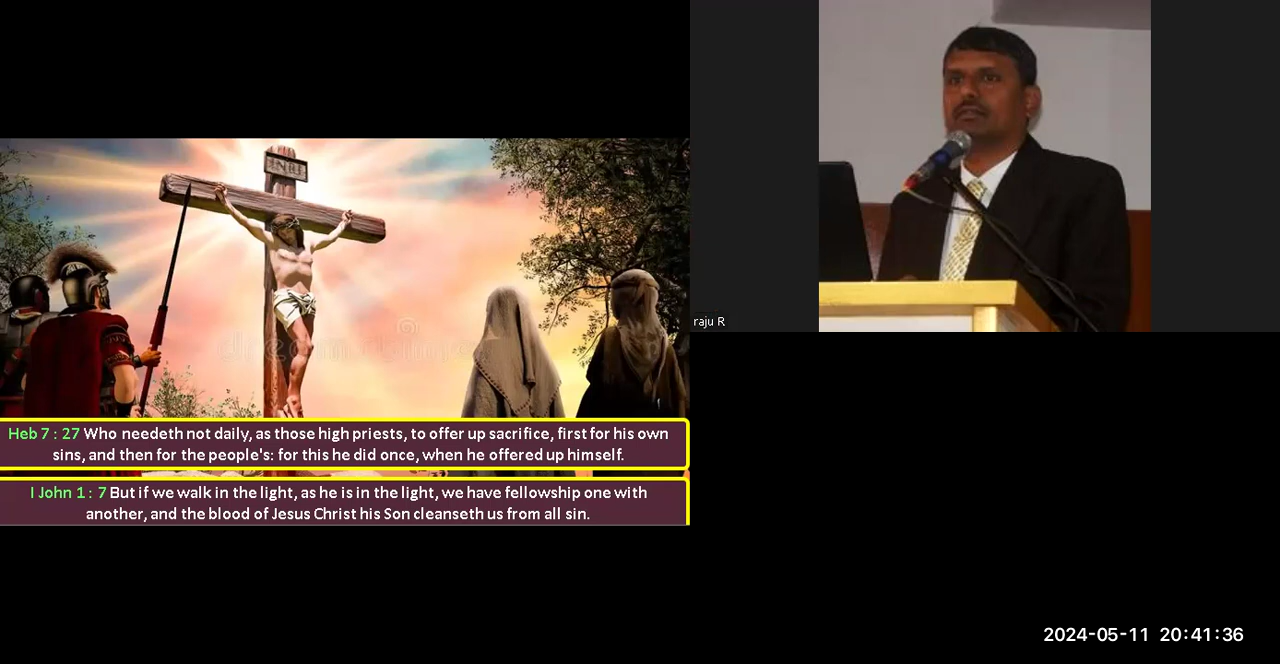 INRI
Heb 7 : 27 Who needeth not daily, as those high priests, to offer up sacrifice, first for his own
sins, and then for the people's: for this he did once, when he offered up himself.
I John 1 : 7 But if we walk in the light, as he is in the light, we have fellowship one with
another, and the blood of Jesus Christ his Son cleanseth us from all sin.
raju R
2024-05-11 20:41:36